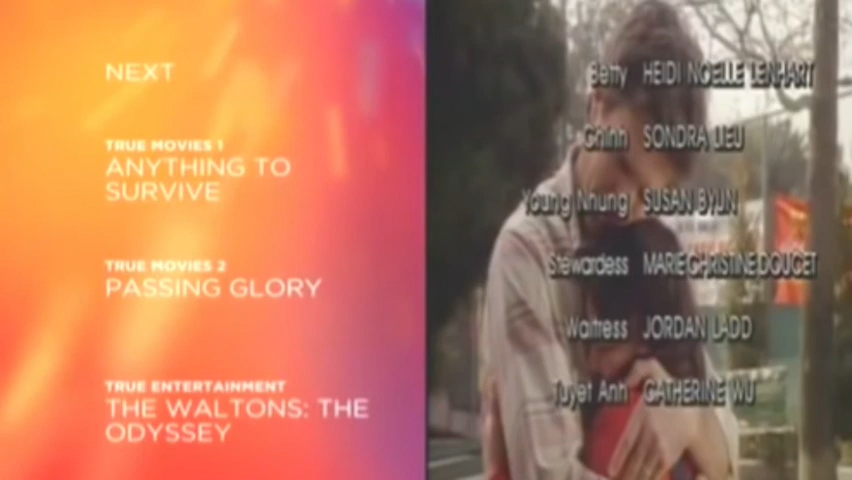 NEXT
TRUE MOVIES 1
ANYTHING TO
SURVIVE
TRUE MOVIES 2
PASSING GLORY
TRUE ENTERTAINMENT
THE WALTONS: THE
ODYSSEY
Betty HEIDI NOELLE LENHART
Chinh SONDRA LIEU
Young Nhung SUSAN BYUN
Stewardess MARIE CHRISTINE DOUCET
Waitress JORDAN LADD
Tuyet Anh CATHERINE WU